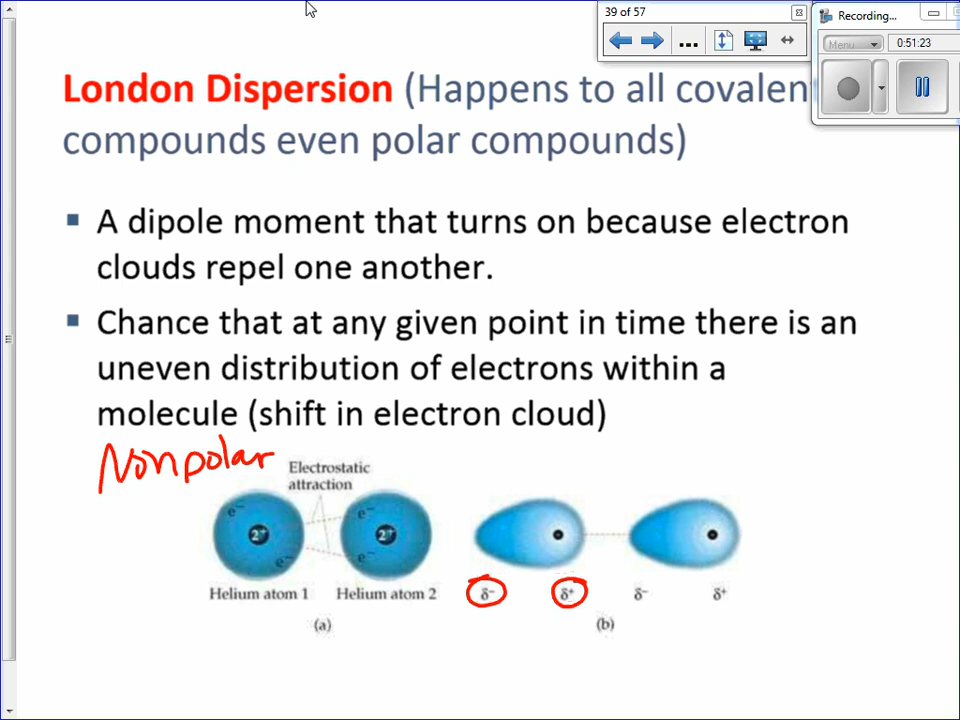 39 of 57
Recording...
Menu
0:51:23
London Dispersion (Happens to all covalent
compounds even polar compounds)
▪ A dipole moment that turns on because electron
clouds repel one another.
▪ Chance that at any given point in time there is an
uneven distribution of electrons within a
molecule (shift in electron cloud)
Nonpolar
Electrostatic
attraction
e⁻ 2⁺ e⁻ e⁻ 2⁺ e⁻
Helium atom 1 Helium atom 2 δ⁻ δ⁺ δ⁻ δ⁺
(a) (b)